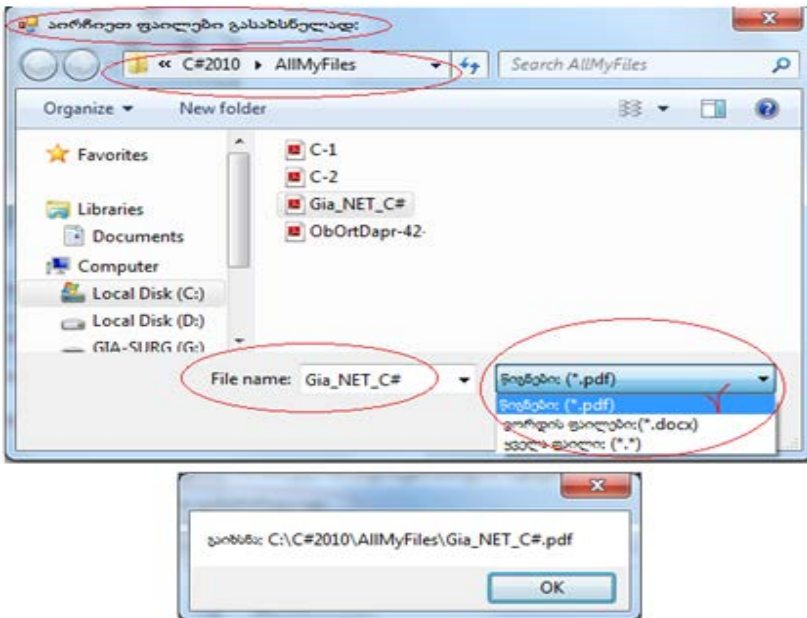 აირჩიეთ ფაილები გასახსნელად:
« C#2010 ▸ AllMyFiles
Search AllMyFiles
Organize
New folder
Favorites
Libraries
Documents
Computer
Local Disk (C:)
Local Disk (D:)
GIA-SURG (G:)
C-1
C-2
Gia_NET_C#
ObOrtDapr-42-
File name: Gia_NET_C#
წიგნები: (*.pdf)
წიგნები: (*.pdf)
ვორდის ფაილები:(*.docx)
ყველა ფაილი: (*.*)
გაიხსნა: C:\C#2010\AllMyFiles\Gia_NET_C#.pdf
OK